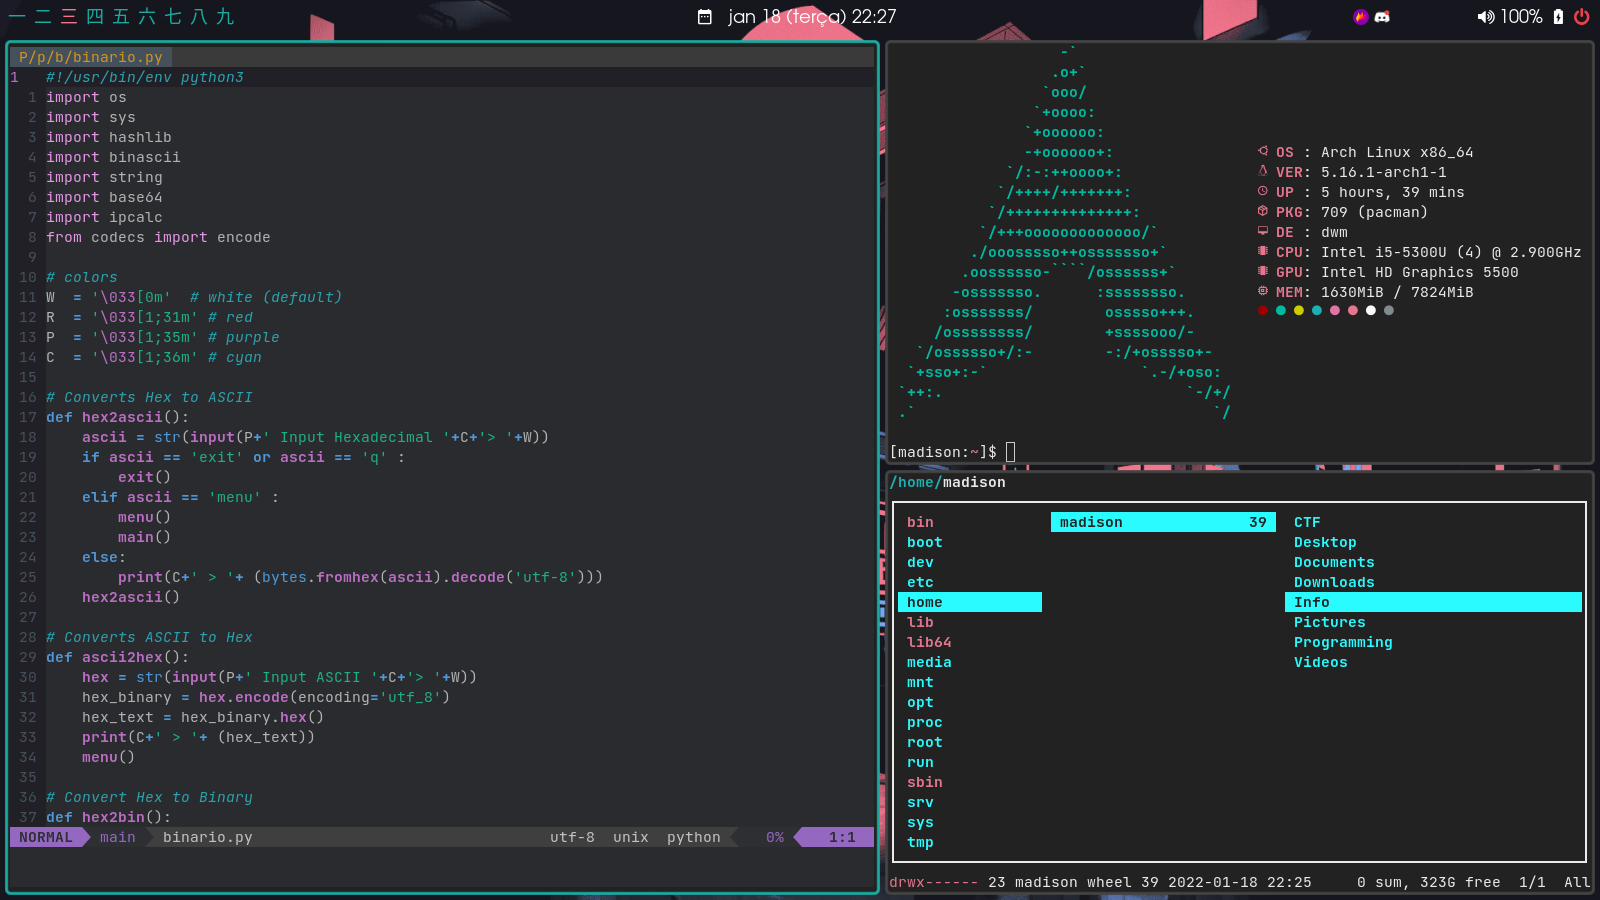 一 二 三 四 五 六 七 八 九
jan 18 (terça) 22:27
100%
P/p/b/binario.py
1 #!/usr/bin/env python3
1 import os
2 import sys
3 import hashlib
4 import binascii
5 import string
6 import base64
7 import ipcalc
8 from codecs import encode
9
10 # colors
11 W  = '\033[0m'  # white (default)
12 R  = '\033[1;31m' # red
13 P  = '\033[1;35m' # purple
14 C  = '\033[1;36m' # cyan
15
16 # Converts Hex to ASCII
17 def hex2ascii():
18     ascii = str(input(P+' Input Hexadecimal '+C+'> '+W))
19     if ascii == 'exit' or ascii == 'q' :
20         exit()
21     elif ascii == 'menu' :
22         menu()
23         main()
24     else:
25         print(C+' > '+ (bytes.fromhex(ascii).decode('utf-8')))
26     hex2ascii()
27
28 # Converts ASCII to Hex
29 def ascii2hex():
30     hex = str(input(P+' Input ASCII '+C+'> '+W))
31     hex_binary = hex.encode(encoding='utf_8')
32     hex_text = hex_binary.hex()
33     print(C+' > '+ (hex_text))
34     menu()
35
36 # Convert Hex to Binary
37 def hex2bin():
NORMAL main binario.py utf-8 unix python 0% 1:1
                  -`
                 .o+`
                `ooo/
               `+oooo:
              `+oooooo:
              -+oooooo+:
            `/:-:++oooo+:
           `/++++/+++++++:
          `/++++++++++++++:
         `/+++ooooooooooooo/`
        ./ooosssso++osssssso+`
       .oossssso-````/ossssss+`
      -osssssso.      :ssssssso.
     :osssssss/        osssso+++.
    /ossssssss/        +ssssooo/-
  `/ossssso+/:-        -:/+osssso+-
 `+sso+:-`                 `.-/+oso:
`++:.                           `-/+/
.`                                 `/
OS : Arch Linux x86_64
VER: 5.16.1-arch1-1
UP : 5 hours, 39 mins
PKG: 709 (pacman)
DE : dwm
CPU: Intel i5-5300U (4) @ 2.900GHz
GPU: Intel HD Graphics 5500
MEM: 1630MiB / 7824MiB
[madison:~]$
/home/madison
bin
boot
dev
etc
home
lib
lib64
media
mnt
opt
proc
root
run
sbin
srv
sys
tmp
madison 39
CTF
Desktop
Documents
Downloads
Info
Pictures
Programming
Videos
drwx------ 23 madison wheel 39 2022-01-18 22:25 0 sum, 323G free 1/1 All